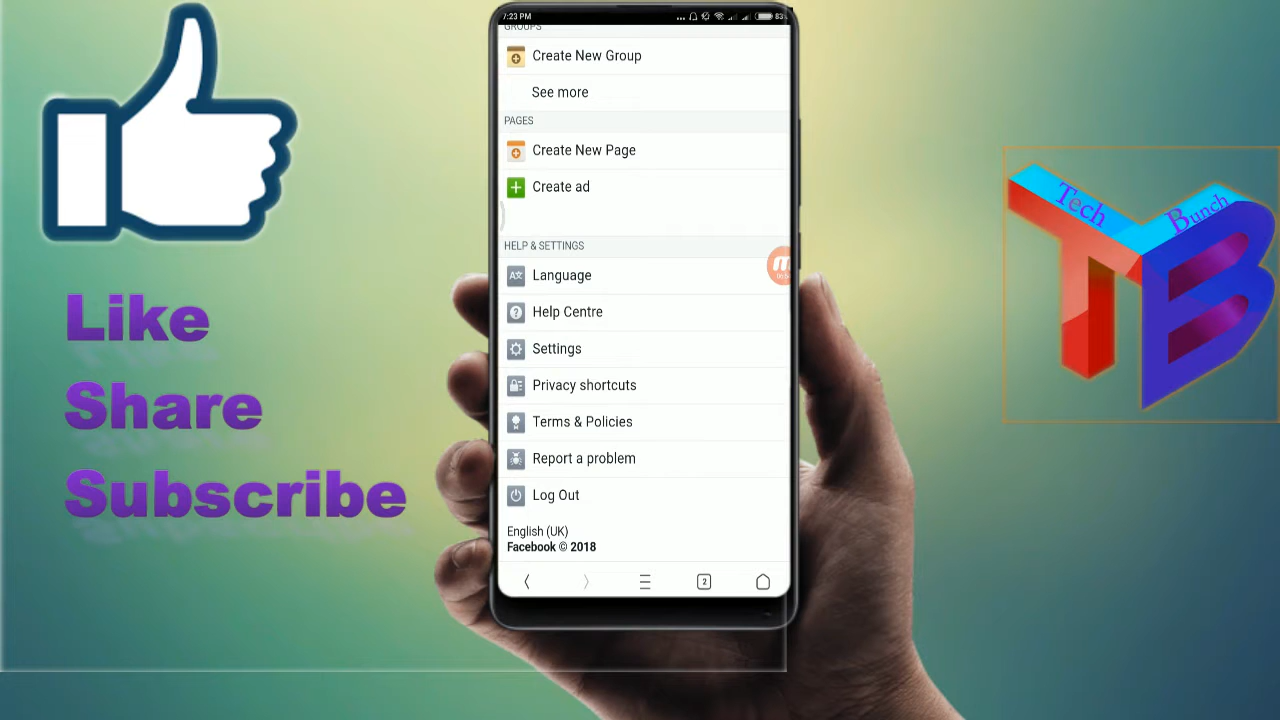 Like
Share
Subscribe
7:23 PM
83%
GROUPS
Create New Group
See more
PAGES
Create New Page
Create ad
HELP & SETTINGS
Language
Help Centre
Settings
Privacy shortcuts
Terms & Policies
Report a problem
Log Out
English (UK)
Facebook © 2018
2
Tech
Bunch
TB